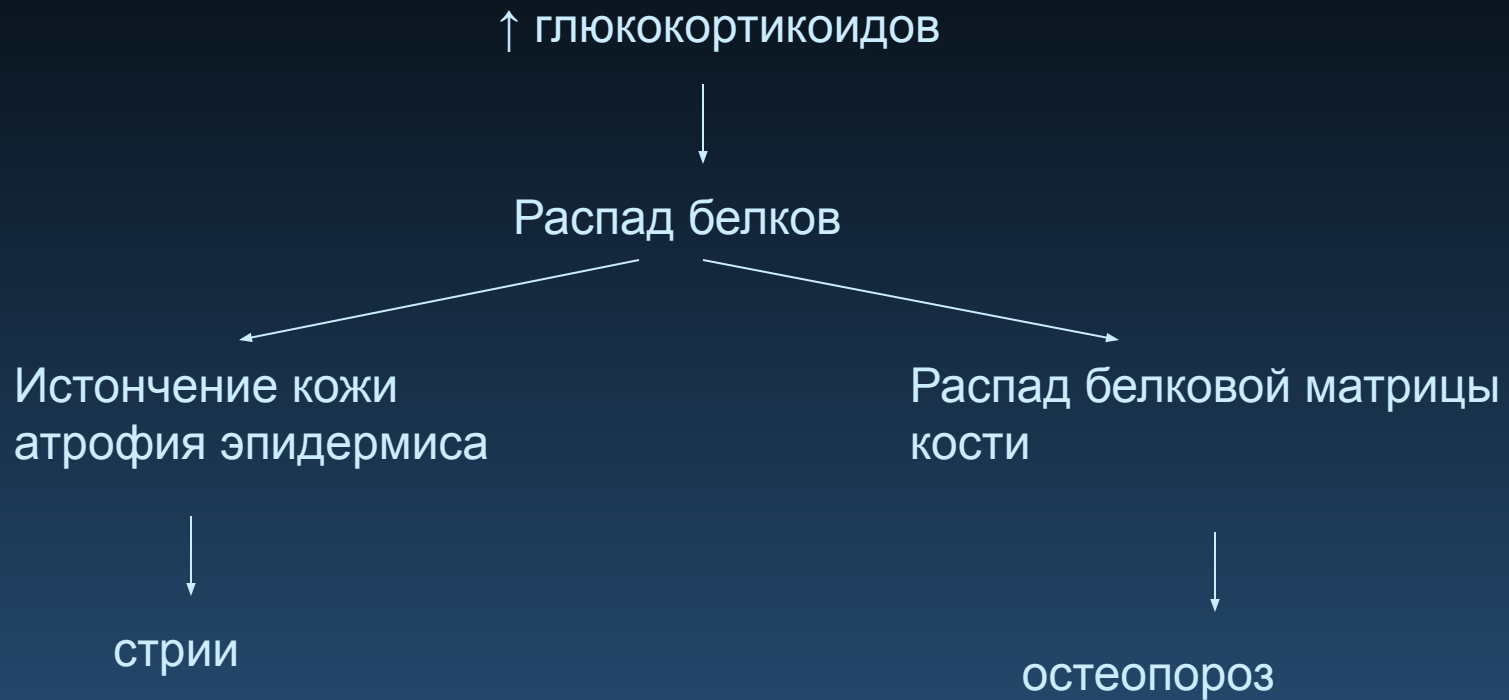 ↑ глюкокортикоидов
Распад белков
Истончение кожи
атрофия эпидермиса
Распад белковой матрицы
кости
стрии
остеопороз